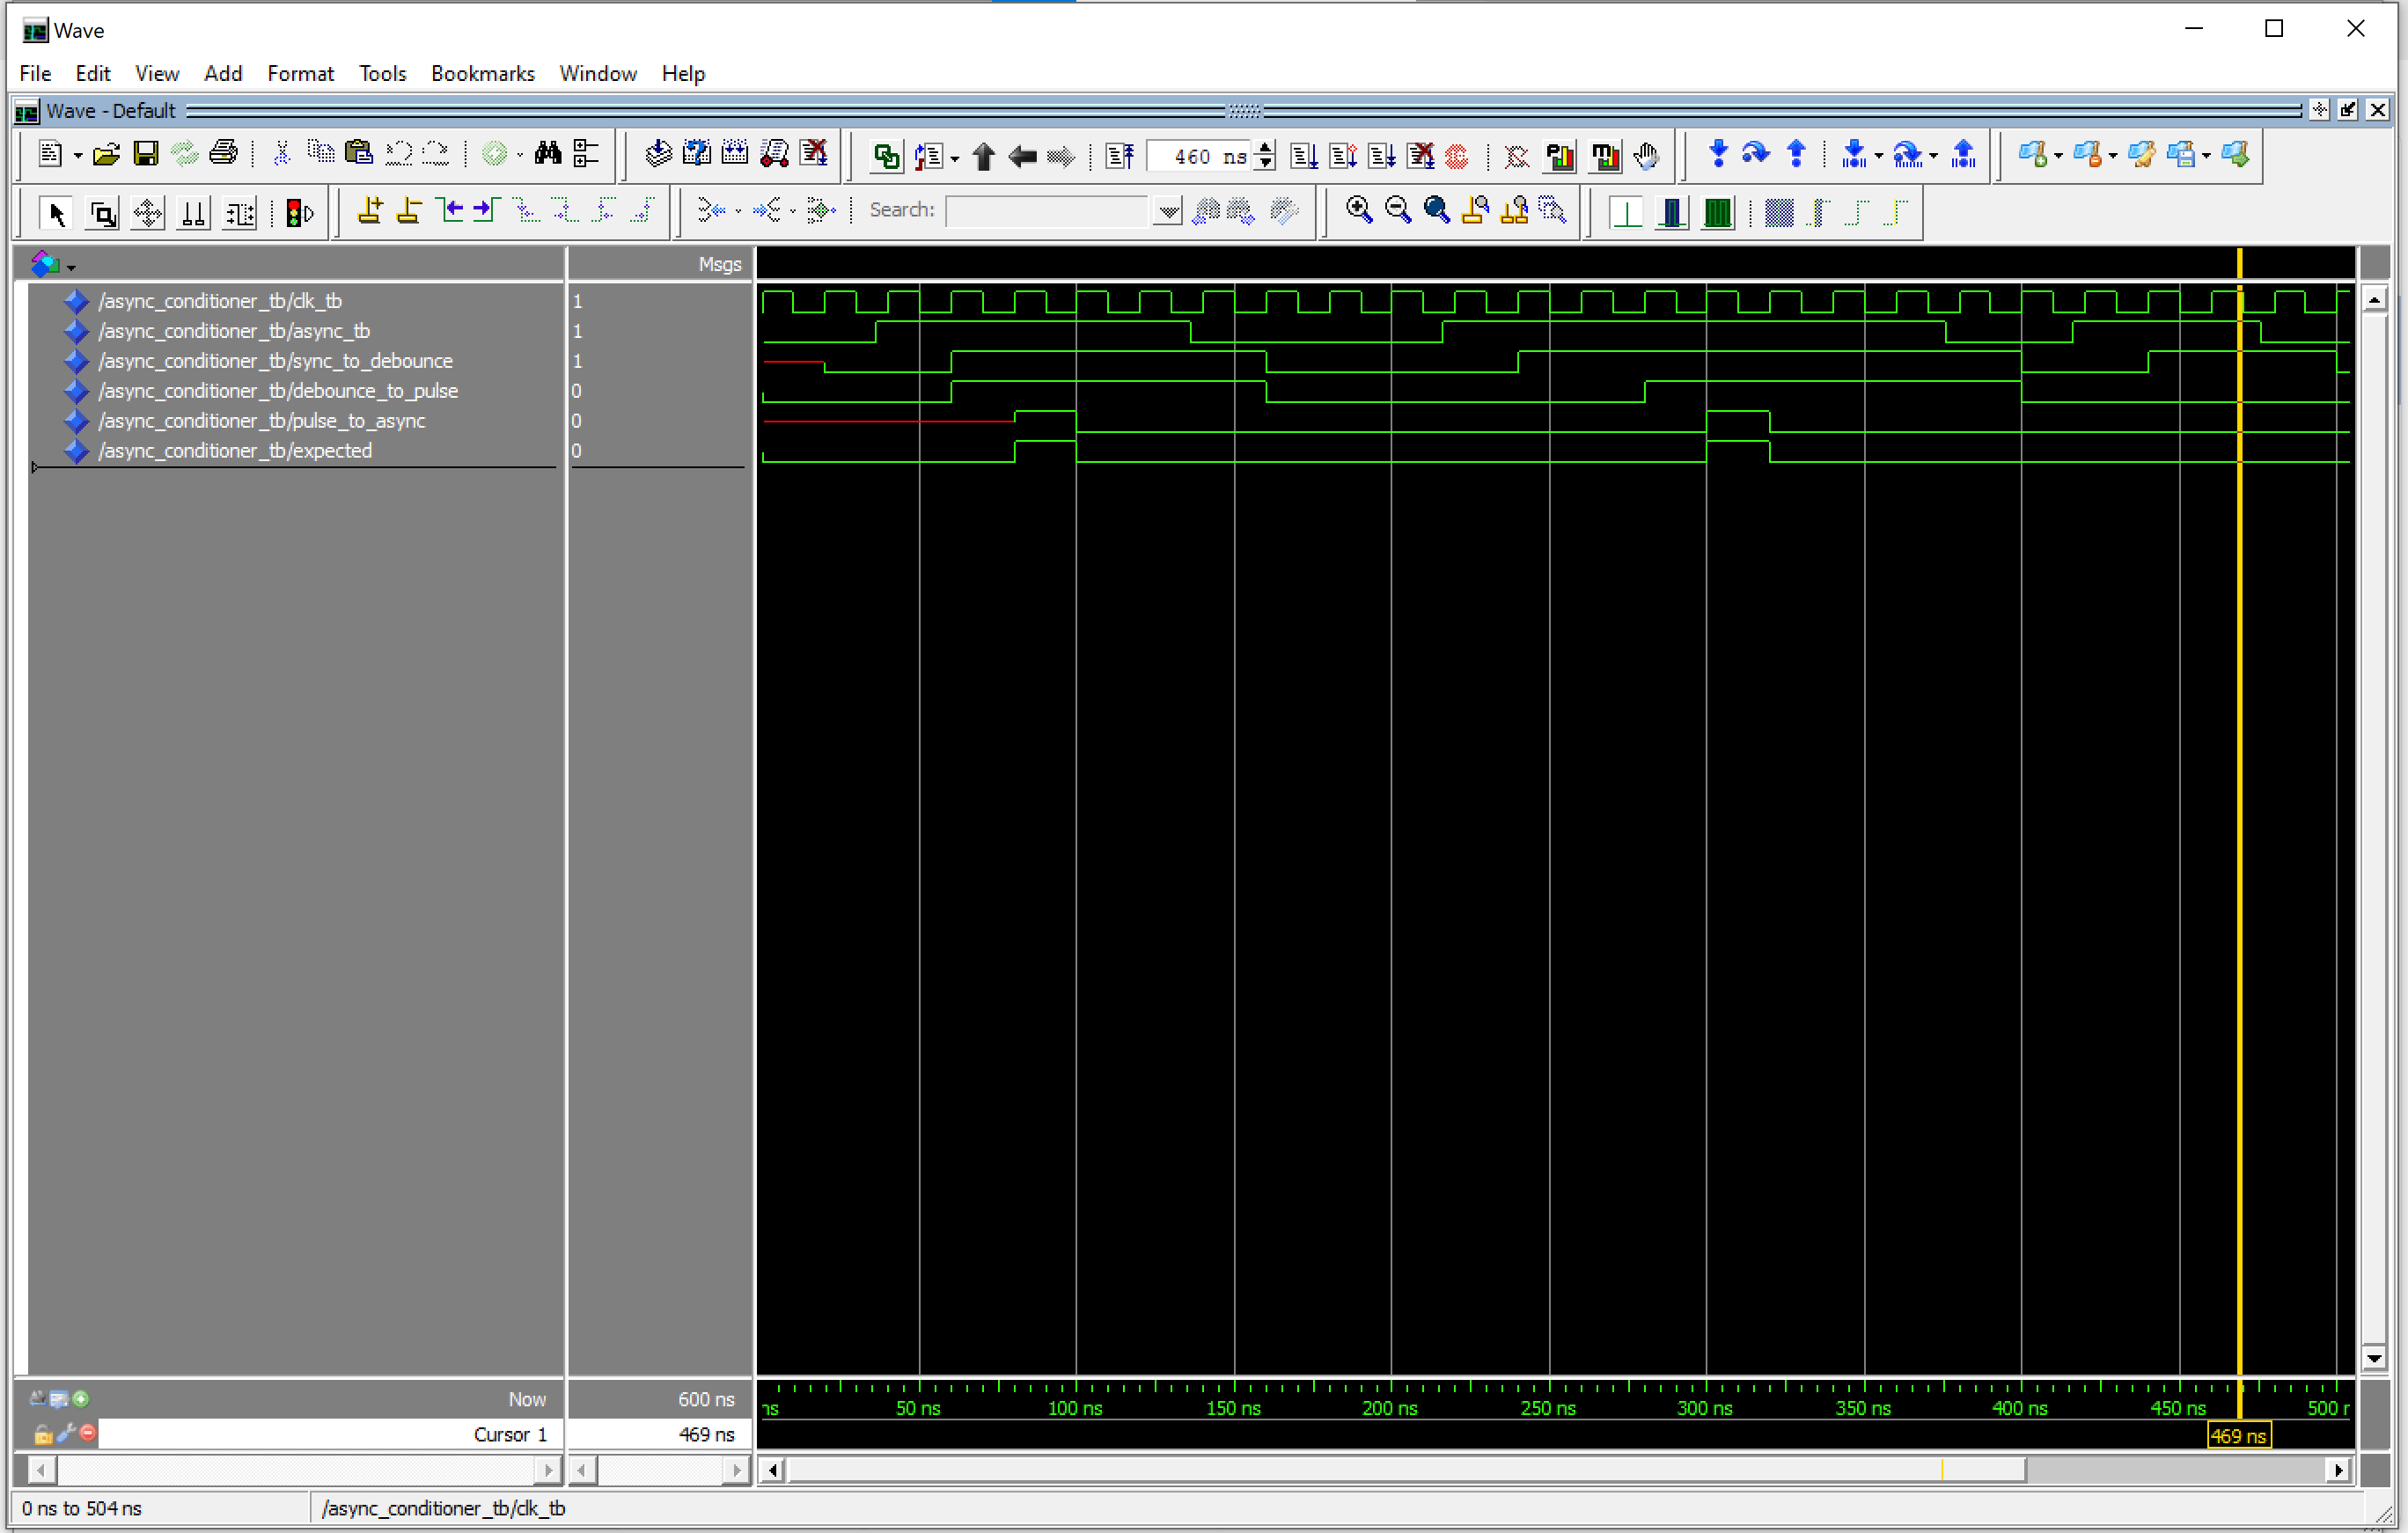 Wave
File Edit View Add Format Tools Bookmarks Window Help
Wave - Default
460 ns
Search:
Msgs
/async_conditioner_tb/clk_tb 1
/async_conditioner_tb/async_tb 1
/async_conditioner_tb/sync_to_debounce 1
/async_conditioner_tb/debounce_to_pulse 0
/async_conditioner_tb/pulse_to_async 0
/async_conditioner_tb/expected 0
Now 600 ns
ns 50 ns 100 ns 150 ns 200 ns 250 ns 300 ns 350 ns 400 ns 450 ns 500 n
Cursor 1 469 ns 469 ns
0 ns to 504 ns /async_conditioner_tb/clk_tb